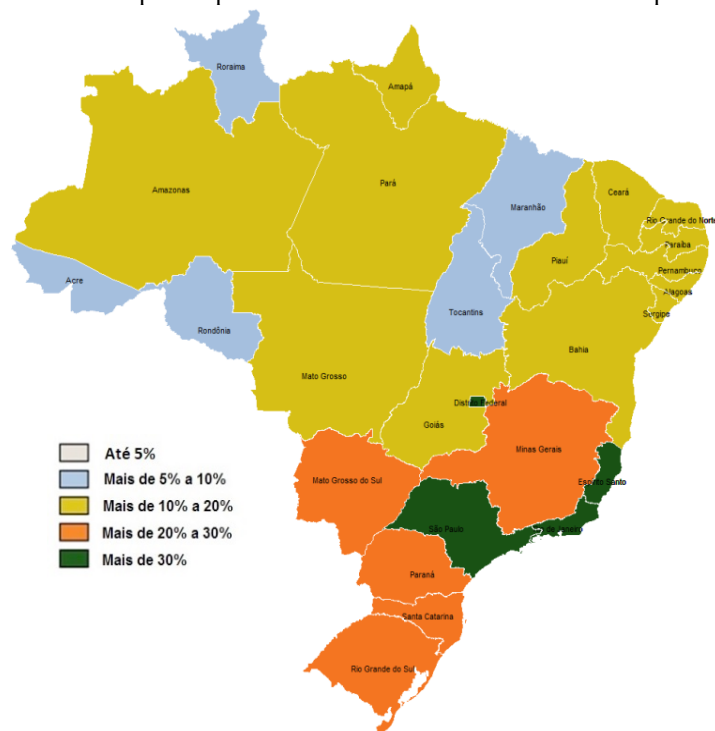 Roraima
Amapá
Amazonas
Pará
Maranhão
Ceará
Rio Grande do Norte
Paraíba
Piauí
Pernambuco
Acre
Alagoas
Rondônia
Tocantins
Sergipe
Bahia
Mato Grosso
Distrito Federal
Goiás
Minas Gerais
Até 5%
Mais de 5% a 10%
Mais de 10% a 20%
Mais de 20% a 30%
Mais de 30%
Mato Grosso do Sul
Espírito Santo
São Paulo
de Janeiro
Paraná
Santa Catarina
Rio Grande do Sul